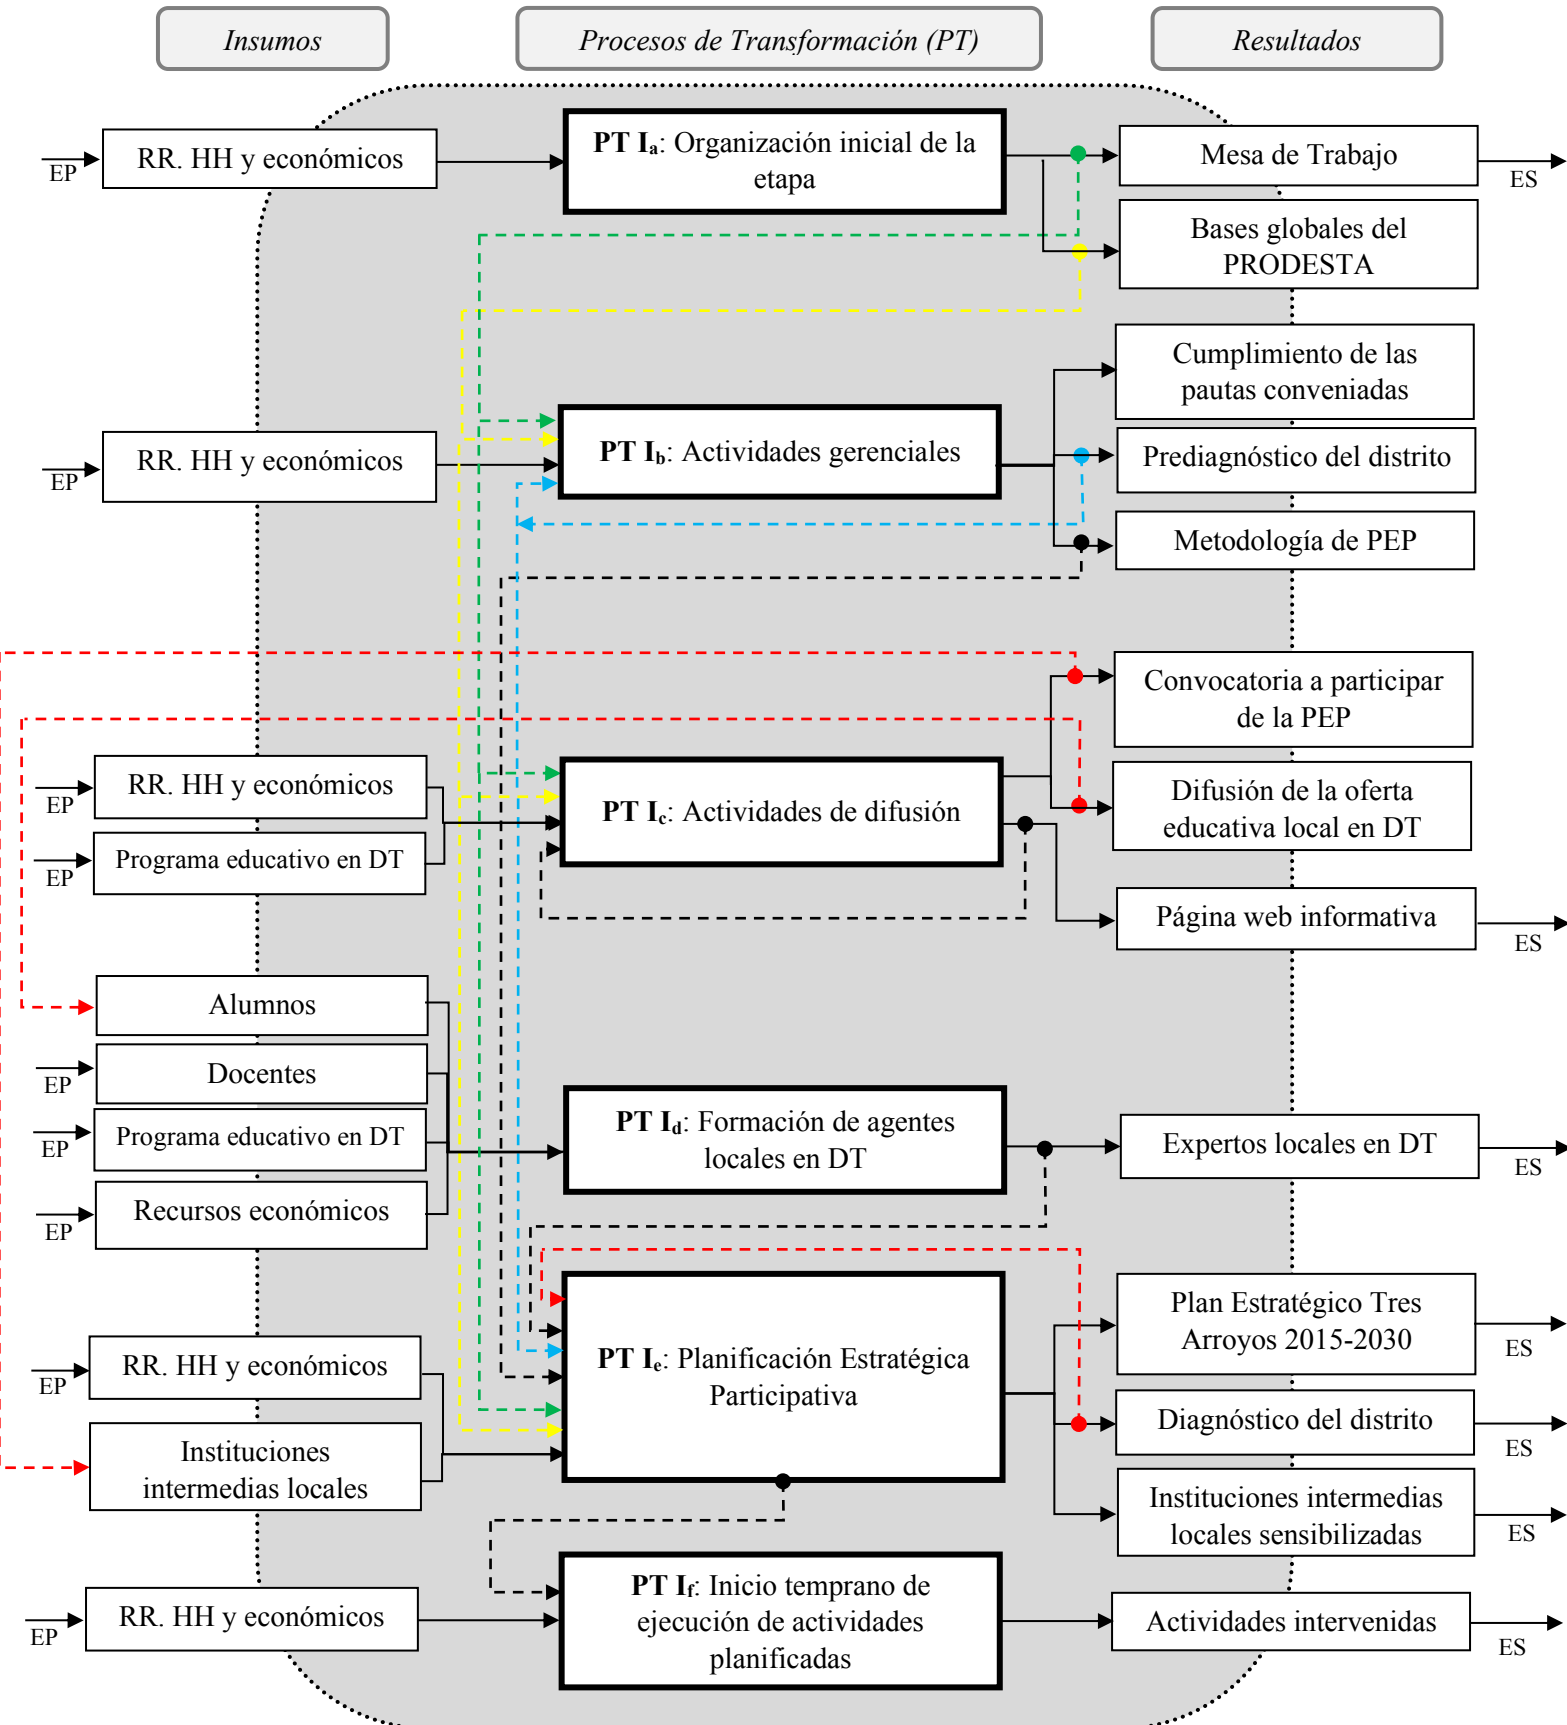 Insumos
Procesos de Transformación (PT)
Resultados
EP
RR. HH y económicos
PT Iₐ: Organización inicial de la
etapa
Mesa de Trabajo
ES
Bases globales del
PRODESTA
Cumplimiento de las
pautas conveniadas
EP
RR. HH y económicos
PT I_b: Actividades gerenciales
Prediagnóstico del distrito
Metodología de PEP
Convocatoria a participar
de la PEP
EP
RR. HH y económicos
PT I_c: Actividades de difusión
Difusión de la oferta
educativa local en DT
EP
Programa educativo en DT
Página web informativa
ES
Alumnos
EP
Docentes
EP
Programa educativo en DT
PT I_d: Formación de agentes
locales en DT
Expertos locales en DT
ES
EP
Recursos económicos
Plan Estratégico Tres
Arroyos 2015-2030
ES
EP
RR. HH y económicos
PT Iₑ: Planificación Estratégica
Participativa
Diagnóstico del distrito
ES
Instituciones
intermedias locales
Instituciones intermedias
locales sensibilizadas
ES
EP
RR. HH y económicos
PT I_f: Inicio temprano de
ejecución de actividades
planificadas
Actividades intervenidas
ES